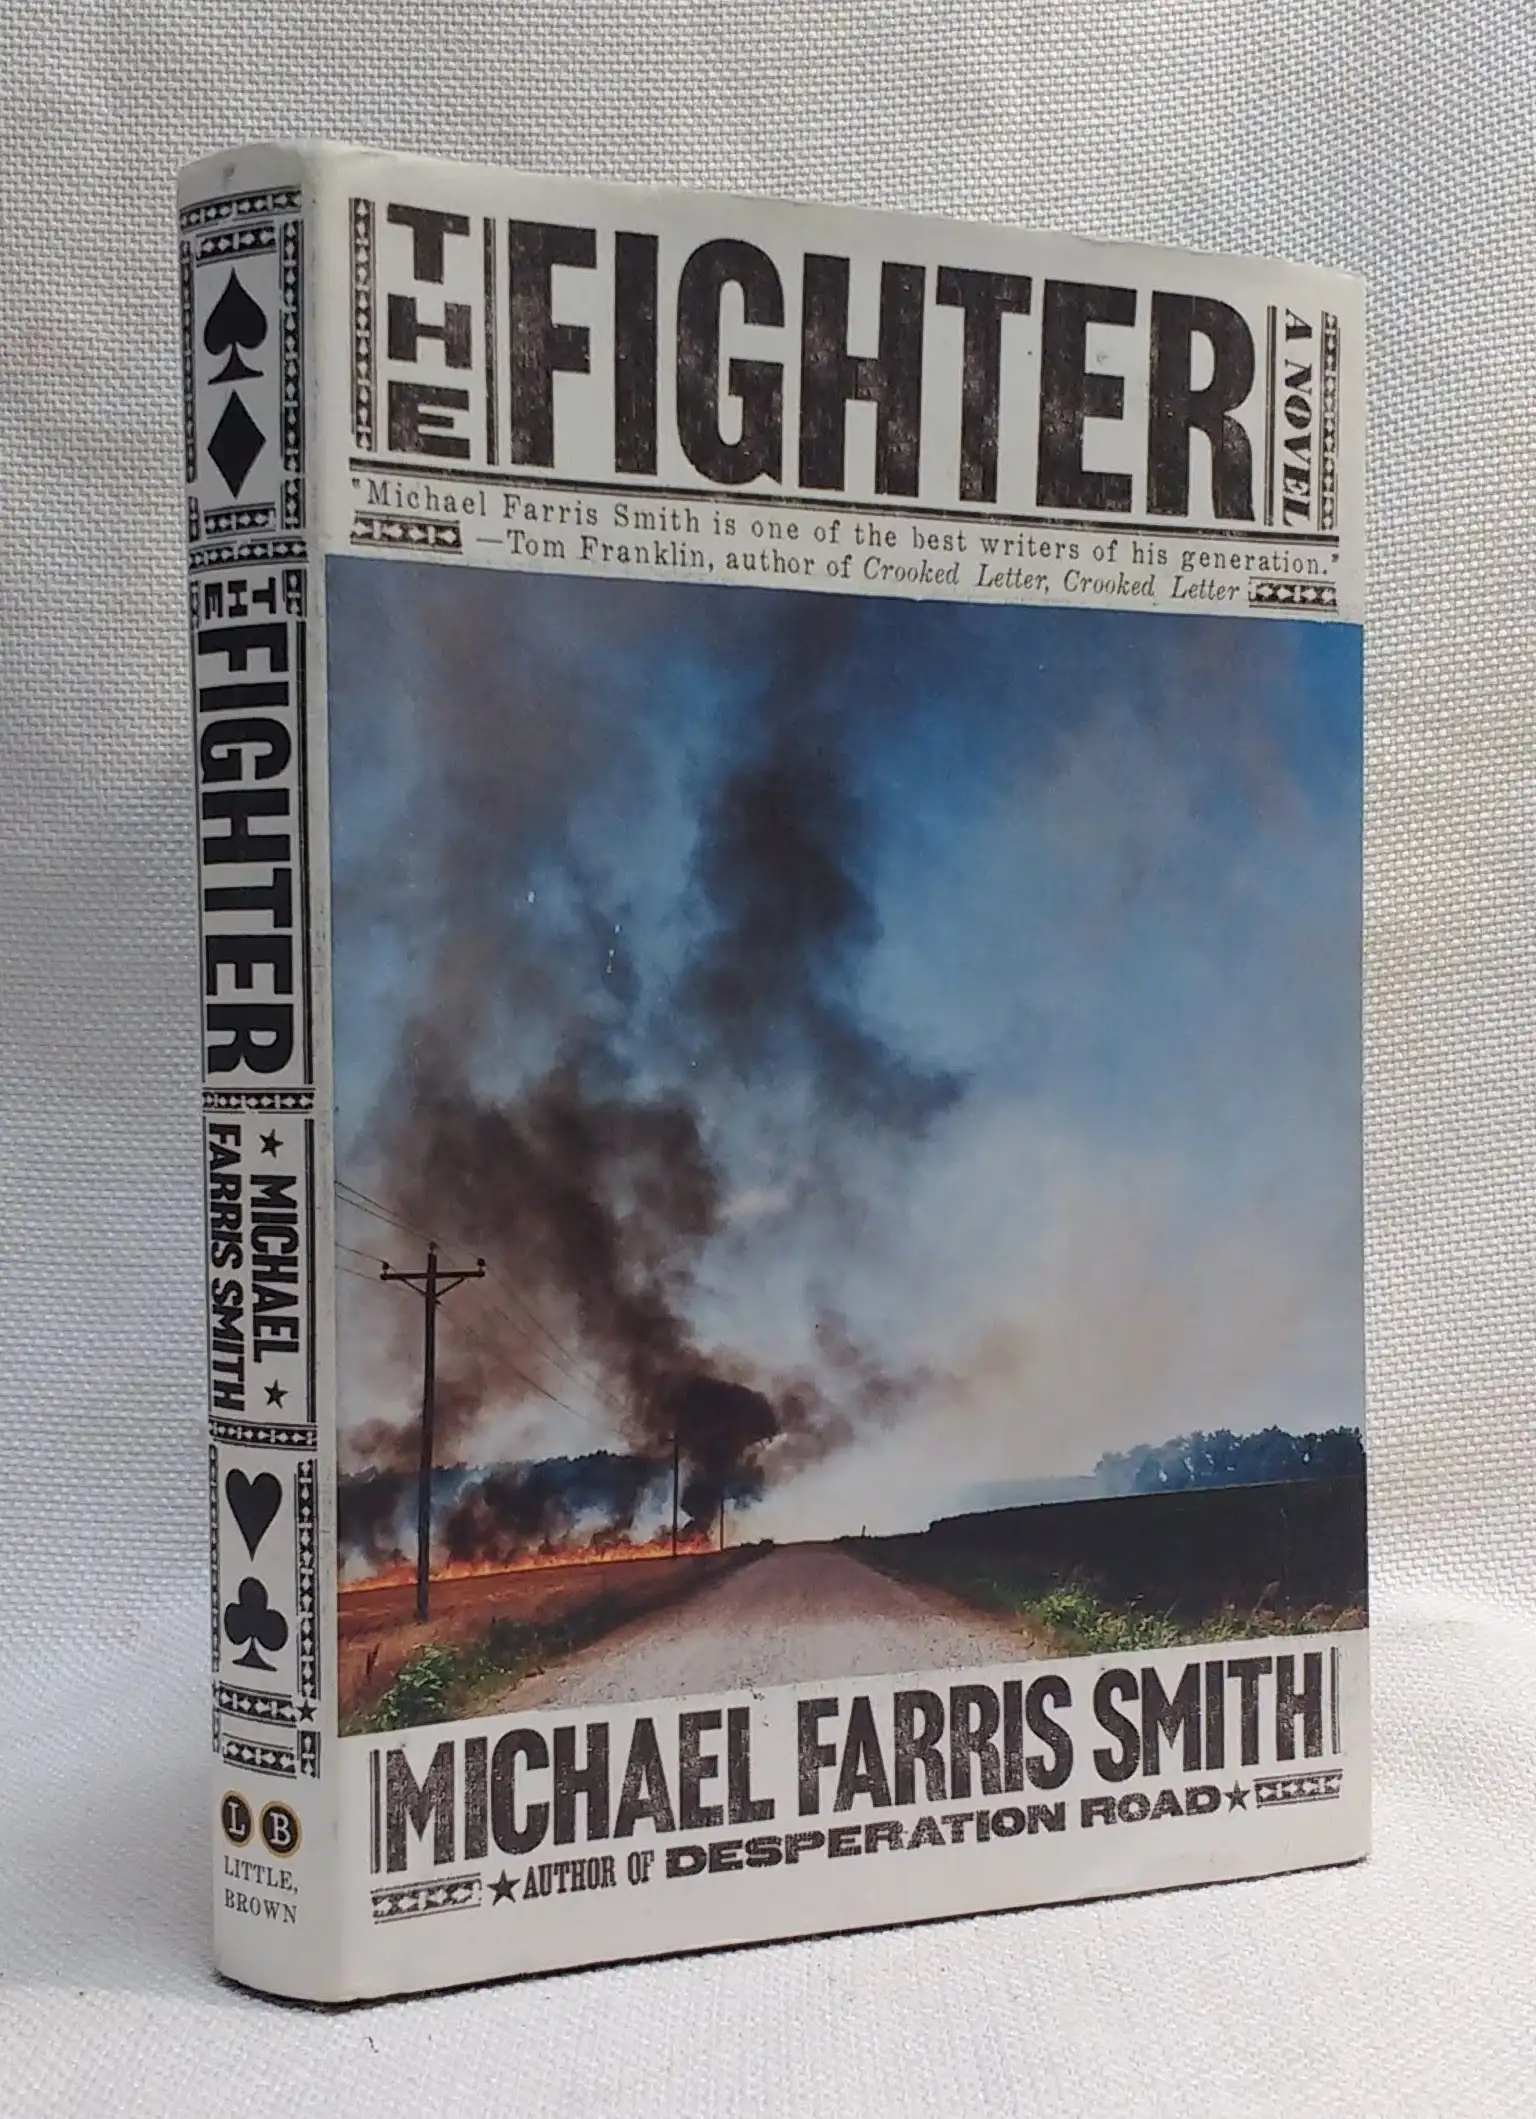 THE FIGHTER
A NOVEL
"Michael Farris Smith is one of the best writers of his generation."
—Tom Franklin, author of Crooked Letter, Crooked Letter
MICHAEL FARRIS SMITH
AUTHOR OF DESPERATION ROAD
THE FIGHTER
MICHAEL
FARRIS SMITH
L B
LITTLE,
BROWN